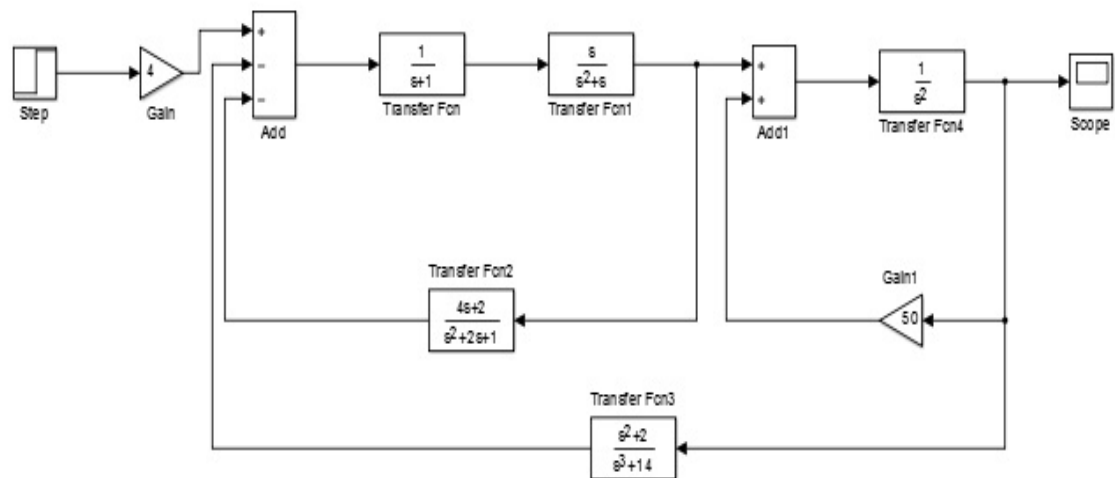 Step
4
Gain
+
−
−
Add
1
s+1
Transfer Fcn
s
s²+s
Transfer Fcn1
+
+
Add1
1
s²
Transfer Fcn4
Scope
Transfer Fcn2
4s+2
s²+2s+1
Gain1
50
Transfer Fcn3
s²+2
s³+14